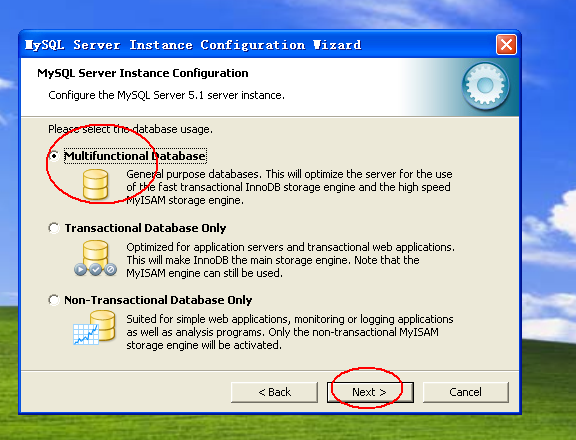 MySQL Server Instance Configuration Wizard
MySQL Server Instance Configuration
Configure the MySQL Server 5.1 server instance.
Please select the database usage.
Multifunctional Database
General purpose databases. This will optimize the server for the use
of the fast transactional InnoDB storage engine and the high speed
MyISAM storage engine.
Transactional Database Only
Optimized for application servers and transactional web applications.
This will make InnoDB the main storage engine. Note that the
MyISAM engine can still be used.
Non-Transactional Database Only
Suited for simple web applications, monitoring or logging applications
as well as analysis programs. Only the non-transactional MyISAM
storage engine will be activated.
< Back
Next >
Cancel